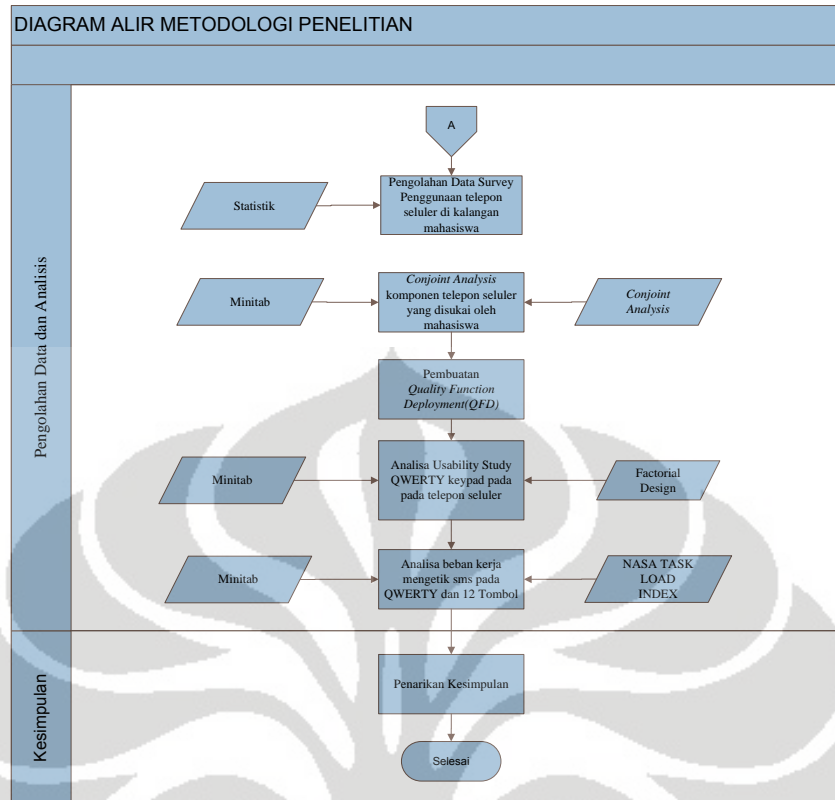 DIAGRAM ALIR METODOLOGI PENELITIAN
Pengolahan Data dan Analisis
A
Statistik
Pengolahan Data Survey
Penggunaan telepon
seluler di kalangan
mahasiswa
Minitab
Conjoint Analysis
komponen telepon seluler
yang disukai oleh
mahasiswa
Conjoint
Analysis
Pembuatan
Quality Function
Deployment(QFD)
Minitab
Analisa Usability Study
QWERTY keypad pada
pada telepon seluler
Factorial
Design
Minitab
Analisa beban kerja
mengetik sms pada
QWERTY dan 12 Tombol
NASA TASK
LOAD
INDEX
Kesimpulan
Penarikan Kesimpulan
Selesai